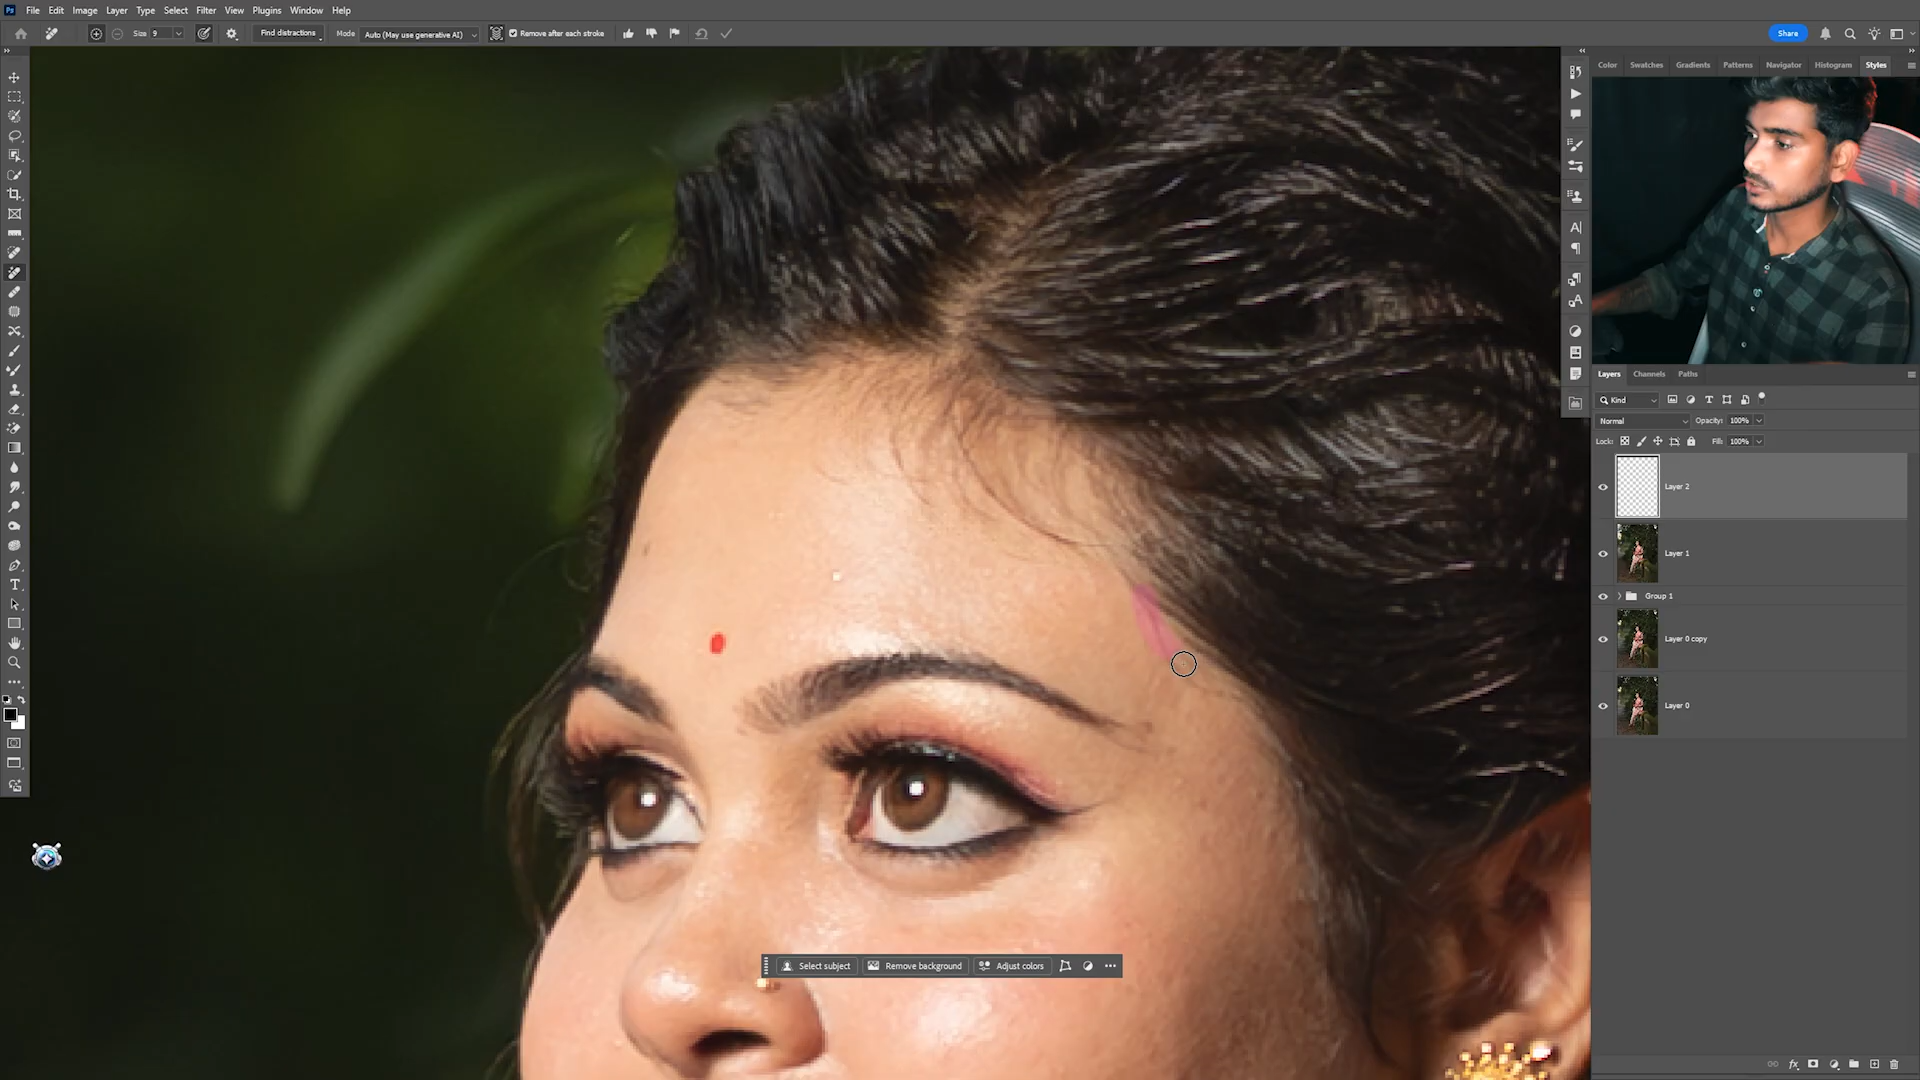 Ps File Edit Image Layer Type Select Filter View Plugins Window Help
Size 9 Find distractions Mode Auto (May use generative AI) Remove after each stroke Share
Color Swatches Gradients Patterns Navigator Histogram Styles
Layers Channels Paths
Kind
Normal Opacity: 100%
Lock: Fill: 100%
Layer 2
Layer 1
Group 1
Layer 0 copy
Layer 0
Select subject Remove background Adjust colors